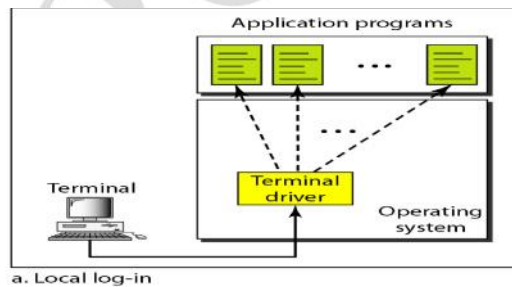 Application programs
Terminal
Terminal
driver
Operating
system
a. Local log-in